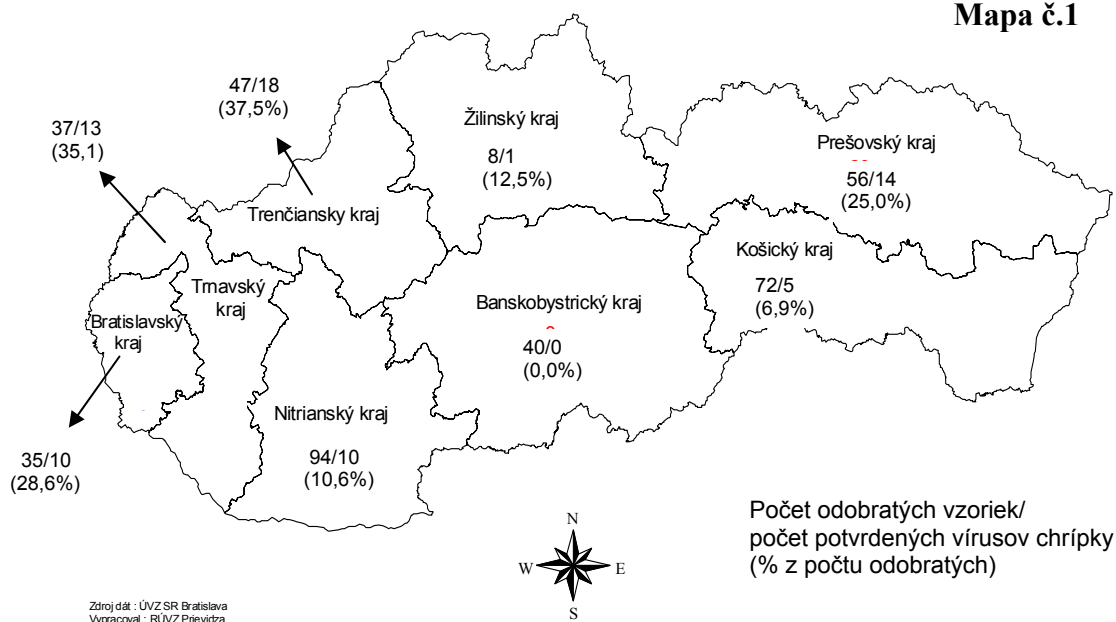 Mapa č.1
47/18
(37,5%)
37/13
(35,1)
Žilinský kraj
8/1
(12,5%)
Prešovský kraj
56/14
(25,0%)
Trenčiansky kraj
Košický kraj
72/5
(6,9%)
Trnavský
kraj
Banskobystrický kraj
40/0
(0,0%)
Bratislavský
kraj
Nitrianský kraj
94/10
(10,6%)
35/10
(28,6%)
Počet odobratých vzoriek/
počet potvrdených vírusov chrípky
(% z počtu odobratých)
N
W E
S
Zdroj dát : ÚVZ SR Bratislava
Vypracoval : RÚVZ Prievidza